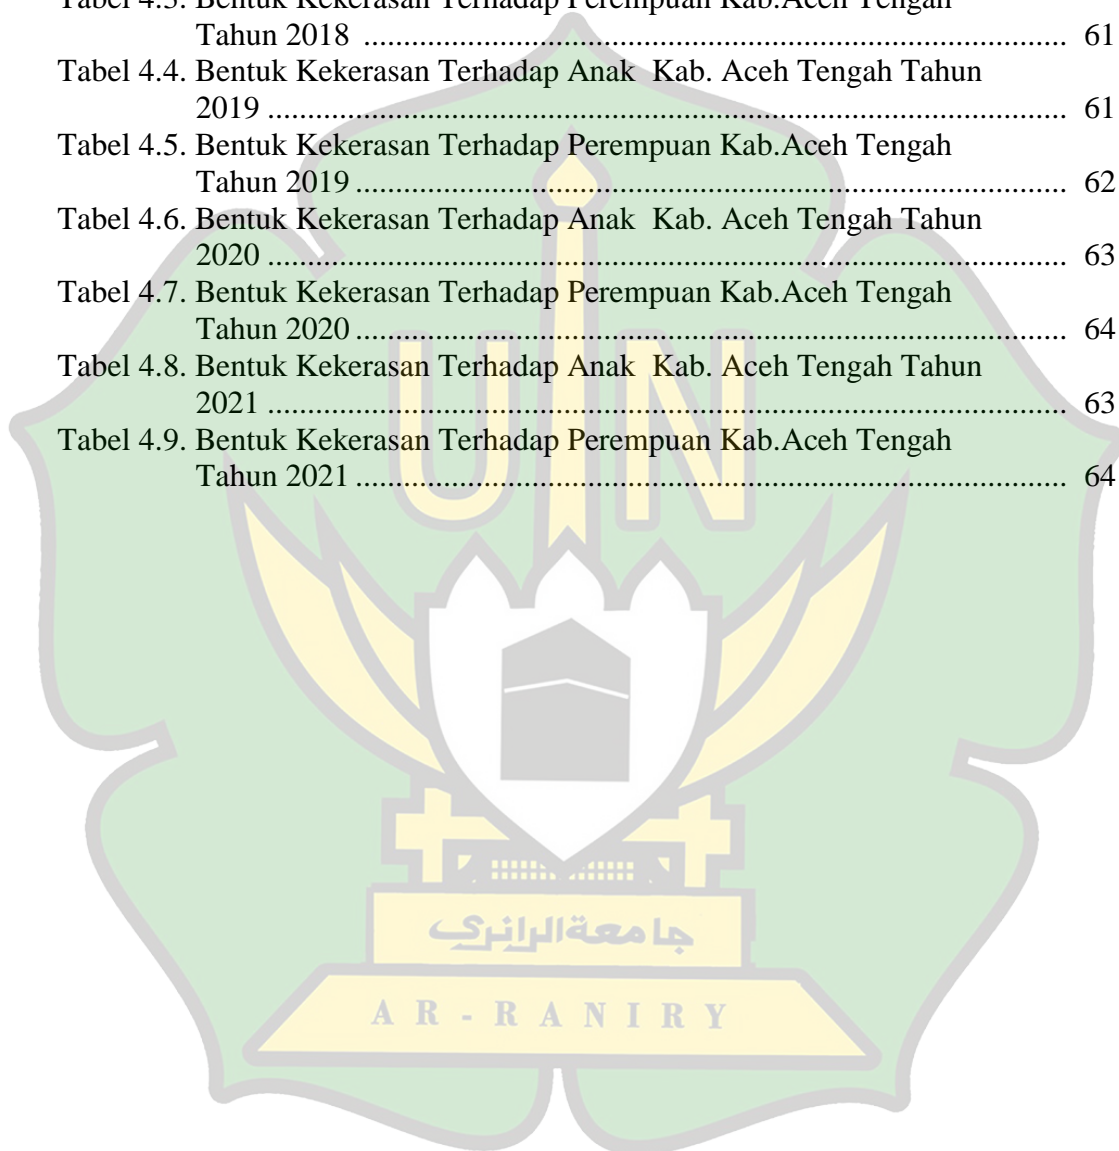 Tabel 4.3. Bentuk Kekerasan Terhadap Perempuan Kab.Aceh Tengah
Tahun 2018 ........................................................................... 61
Tabel 4.4. Bentuk Kekerasan Terhadap Anak Kab. Aceh Tengah Tahun
2019 ..................................................................................... 61
Tabel 4.5. Bentuk Kekerasan Terhadap Perempuan Kab.Aceh Tengah
Tahun 2019 ........................................................................... 62
Tabel 4.6. Bentuk Kekerasan Terhadap Anak Kab. Aceh Tengah Tahun
2020 ..................................................................................... 63
Tabel 4.7. Bentuk Kekerasan Terhadap Perempuan Kab.Aceh Tengah
Tahun 2020 ........................................................................... 64
Tabel 4.8. Bentuk Kekerasan Terhadap Anak Kab. Aceh Tengah Tahun
2021 ..................................................................................... 63
Tabel 4.9. Bentuk Kekerasan Terhadap Perempuan Kab.Aceh Tengah
Tahun 2021 ........................................................................... 64
UIN
جامعةالرانري
AR-RANIRY